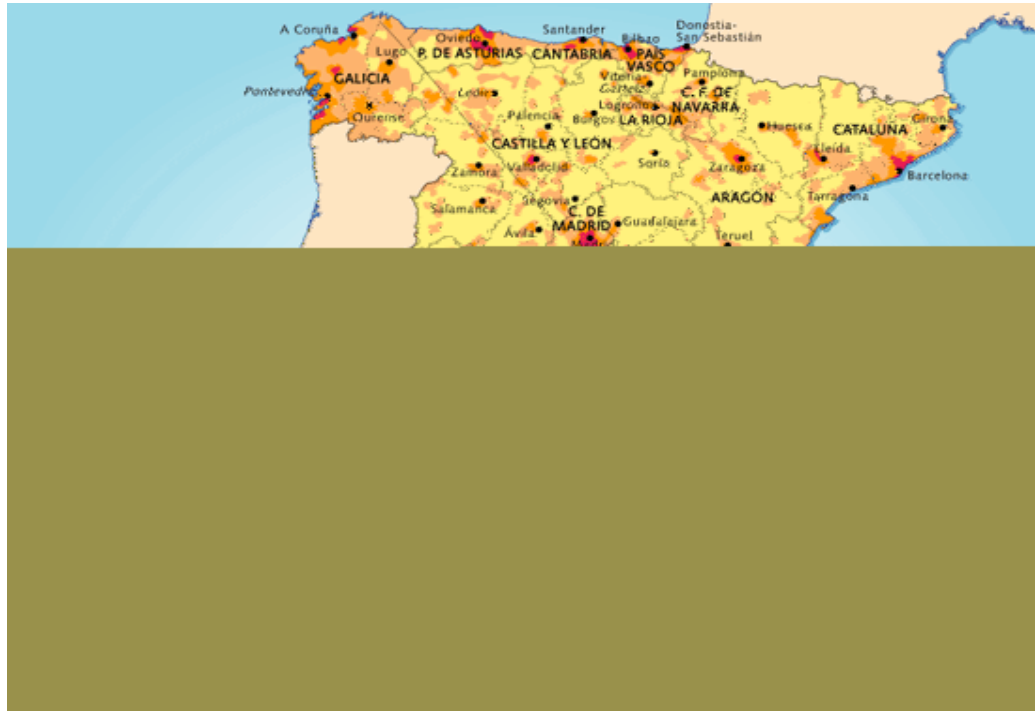 A Coruña
Oviedo
Santander
Donostia-
San Sebastián
Bilbao
Lugo
P. DE ASTURIAS
CANTABRIA
PAÍS
VASCO
GALICIA
Vitoria
Gasteiz
Pamplona
C. F. DE
NAVARRA
Pontevedra
Ourense
León
Palencia
Burgos
Logroño
LA RIOJA
Huesca
CATALUÑA
Girona
CASTILLA Y LEÓN
Lleida
Zamora
Valladolid
Soria
Zaragoza
Barcelona
Tarragona
Salamanca
Segovia
ARAGÓN
C. DE
MADRID
Guadalajara
Ávila
Teruel
Madrid